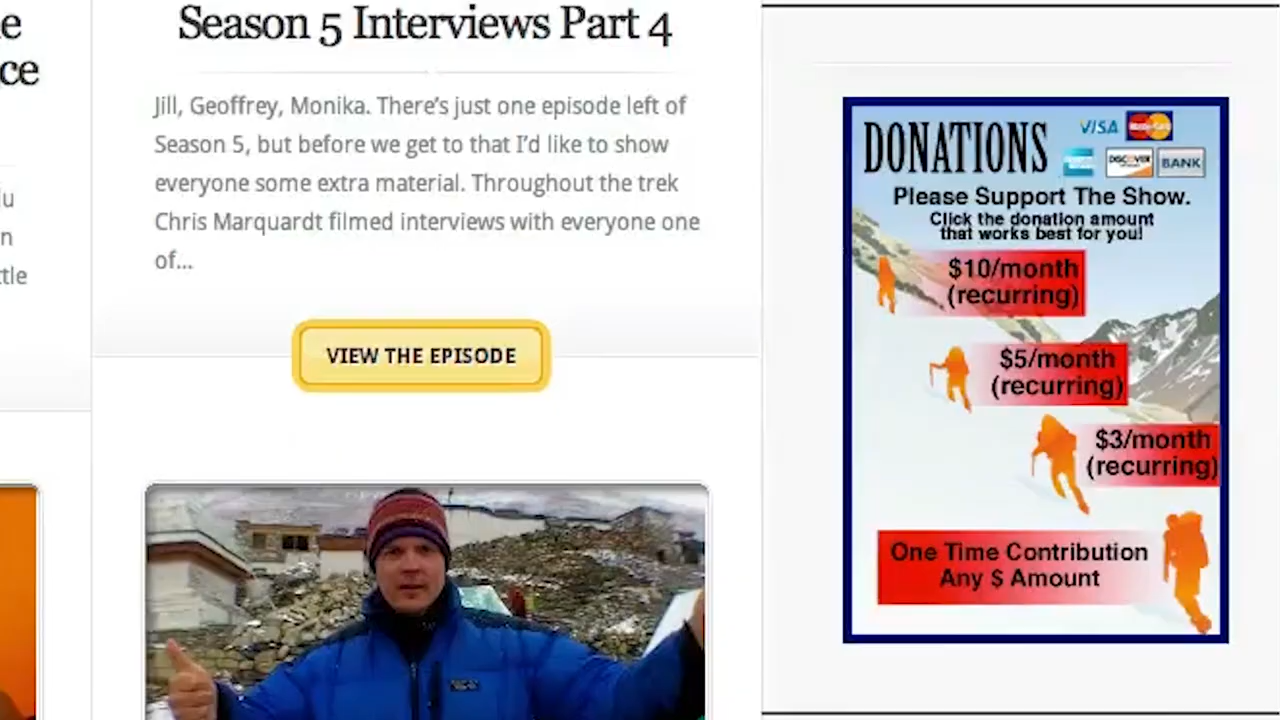 e
ce
u
n
tle
Season 5 Interviews Part 4
Jill, Geoffrey, Monika. There's just one episode left of
Season 5, but before we get to that I'd like to show
everyone some extra material. Throughout the trek
Chris Marquardt filmed interviews with everyone one
of...
VIEW THE EPISODE
DONATIONS
VISA
MasterCard
DISCOVER
BANK
Please Support The Show.
Click the donation amount
that works best for you!
$10/month
(recurring)
$5/month
(recurring)
$3/month
(recurring)
One Time Contribution
Any $ Amount